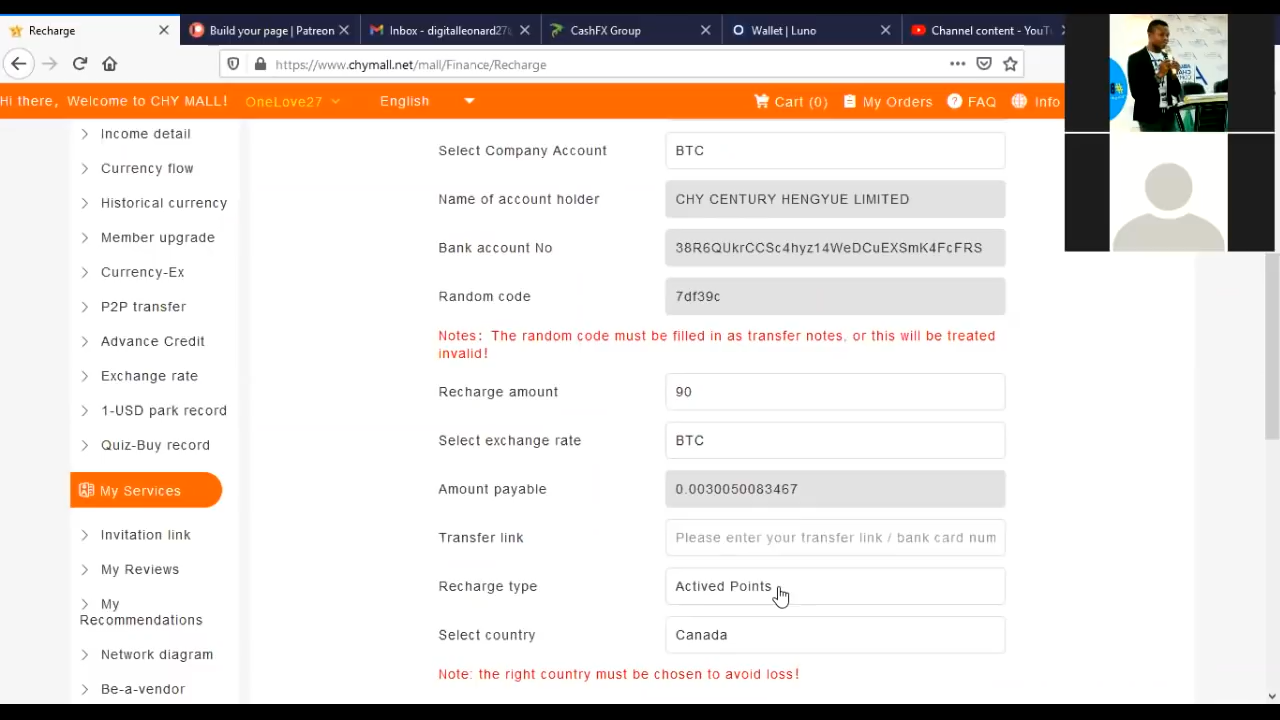 Recharge
Build your page | Patreon
Inbox - digitalleonard27
CashFX Group
Wallet | Luno
Channel content - YouT
https://www.chymall.net/mall/Finance/Recharge
Hi there, Welcome to CHY MALL!
OneLove27
English
Cart (0)
My Orders
FAQ
Info
Income detail
Currency flow
Historical currency
Member upgrade
Currency-Ex
P2P transfer
Advance Credit
Exchange rate
1-USD park record
Quiz-Buy record
My Services
Invitation link
My Reviews
My
Recommendations
Network diagram
Be-a-vendor
Select Company Account
BTC
Name of account holder
CHY CENTURY HENGYUE LIMITED
Bank account No
38R6QUkrCCSc4hyz14WeDCuEXSmK4FcFRS
Random code
7df39c
Notes: The random code must be filled in as transfer notes, or this will be treated
invalid!
Recharge amount
90
Select exchange rate
BTC
Amount payable
0.0030050083467
Transfer link
Please enter your transfer link / bank card num
Recharge type
Actived Points
Select country
Canada
Note: the right country must be chosen to avoid loss!